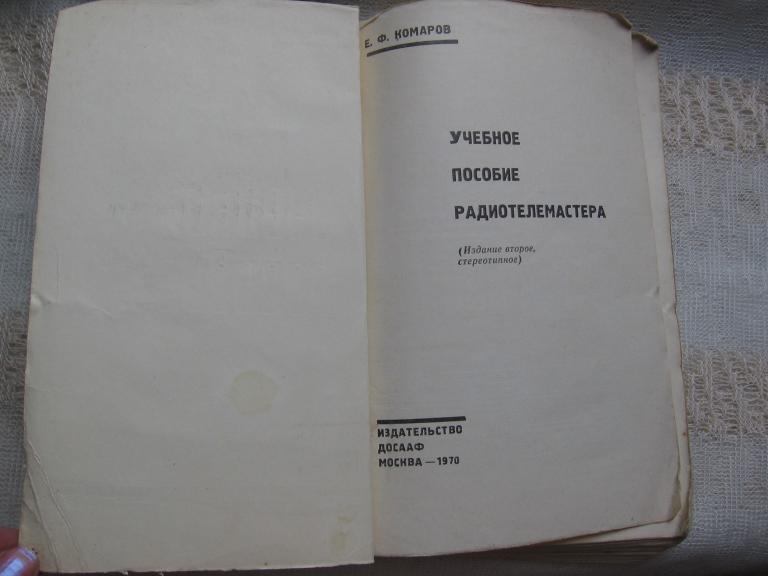 Е. Ф. КОМАРОВ
УЧЕБНОЕ
ПОСОБИЕ
РАДИОТЕЛЕМАСТЕРА
(Издание второе,
стереотипное)
ИЗДАТЕЛЬСТВО
ДОСААФ
МОСКВА — 1970